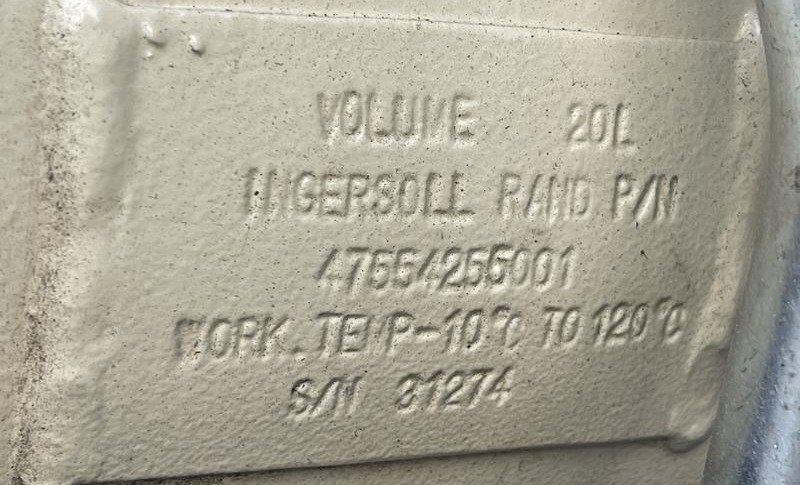 VOLUME 20L
INGERSOLL RAND P/N
47554255001
WORK. TEMP-10°C TO 120°C
S/N 31274